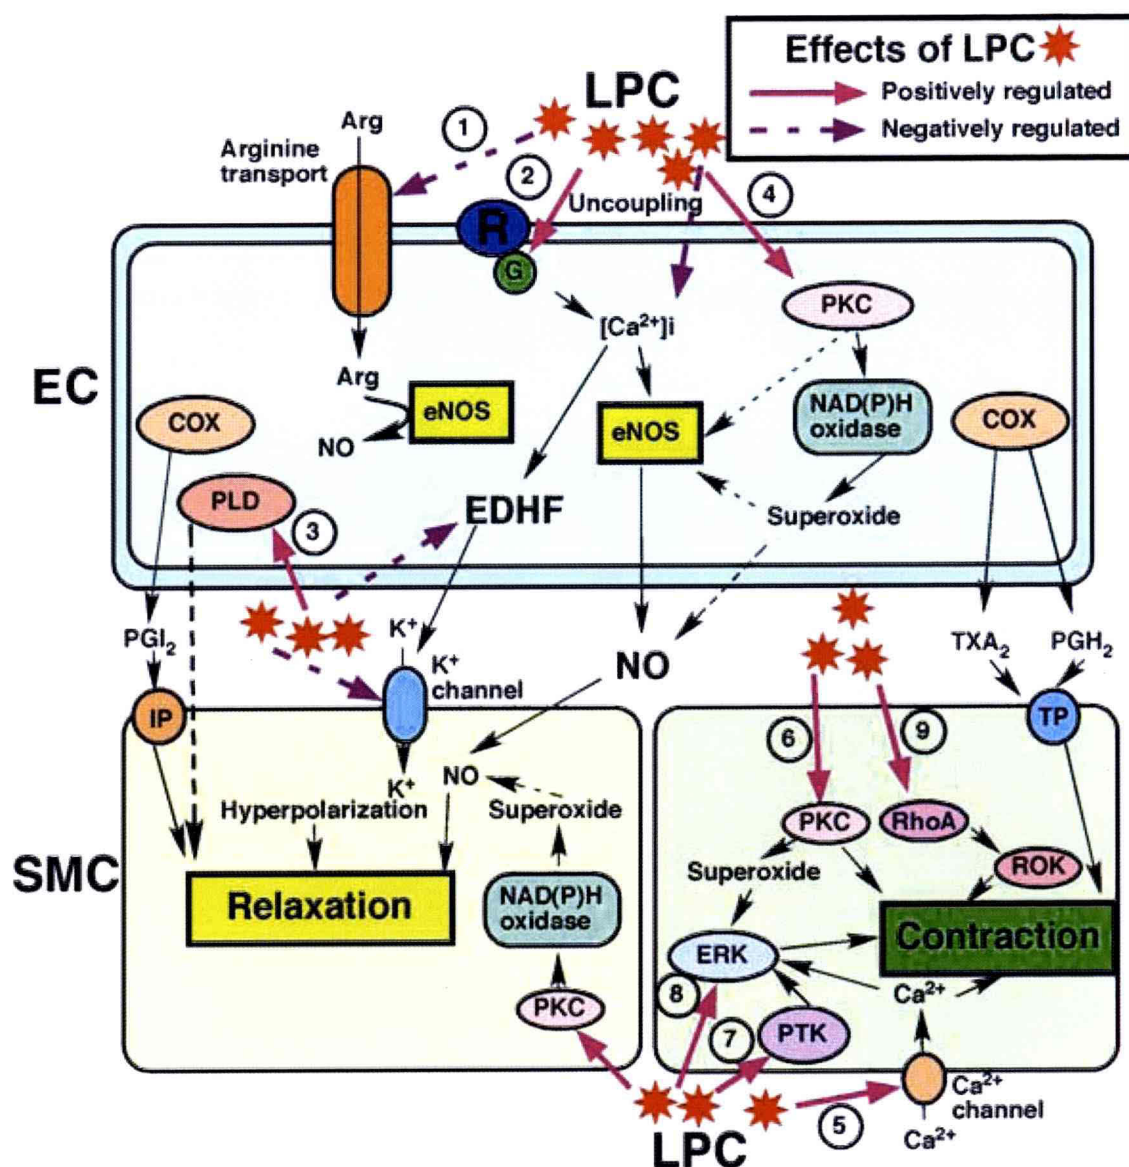 Effects of LPC
Positively regulated
Negatively regulated
LPC
Arg
1
Arginine
transport
2
Uncoupling
4
R
G
PKC
[Ca²⁺]i
EC
Arg
eNOS
NO
COX
eNOS
NAD(P)H
oxidase
COX
PLD
3
EDHF
Superoxide
PGI₂
K⁺
K⁺
channel
NO
TXA₂
PGH₂
IP
TP
6
9
K⁺
NO
Hyperpolarization
Superoxide
PKC
RhoA
SMC
Superoxide
ROK
Relaxation
NAD(P)H
oxidase
Contraction
ERK
8
Ca²⁺
PKC
7
PTK
LPC
5
Ca²⁺
channel
Ca²⁺